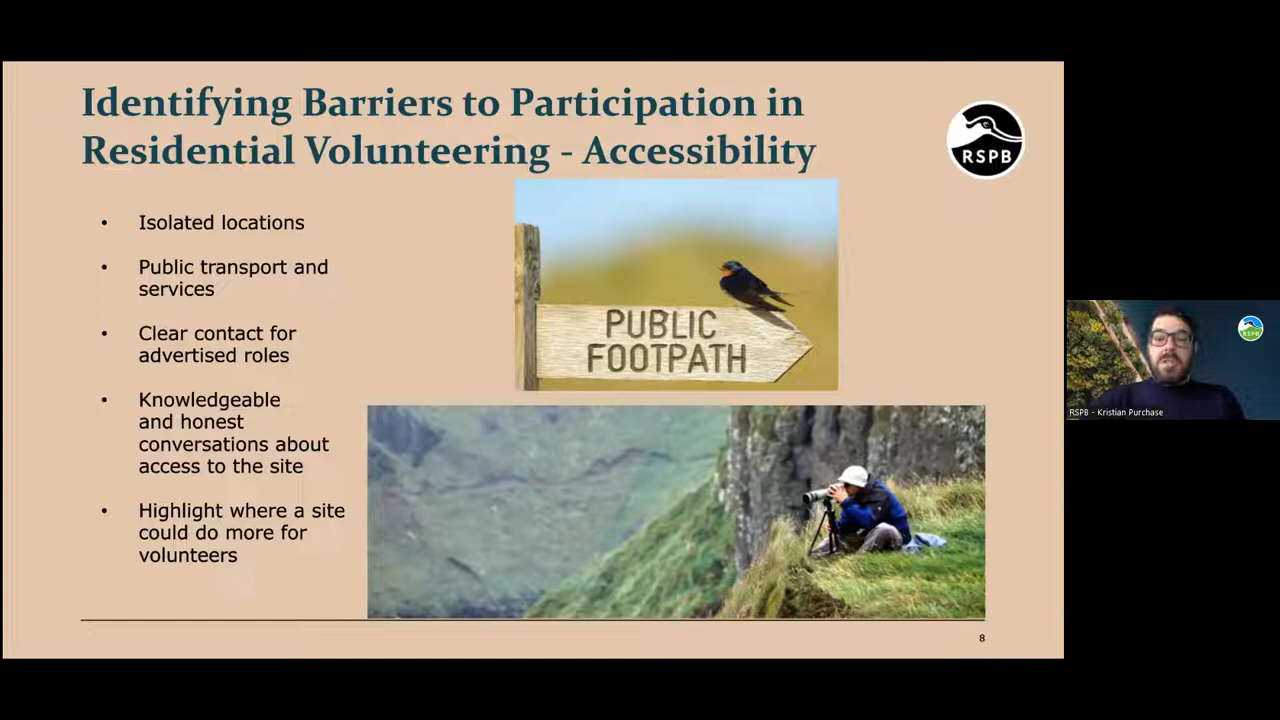 Identifying Barriers to Participation in
Residential Volunteering - Accessibility
RSPB
• Isolated locations
• Public transport and
services
• Clear contact for
advertised roles
• Knowledgeable
and honest
conversations about
access to the site
• Highlight where a site
could do more for
volunteers
PUBLIC
FOOTPATH
8
RSPB
RSPB - Kristian Purchase